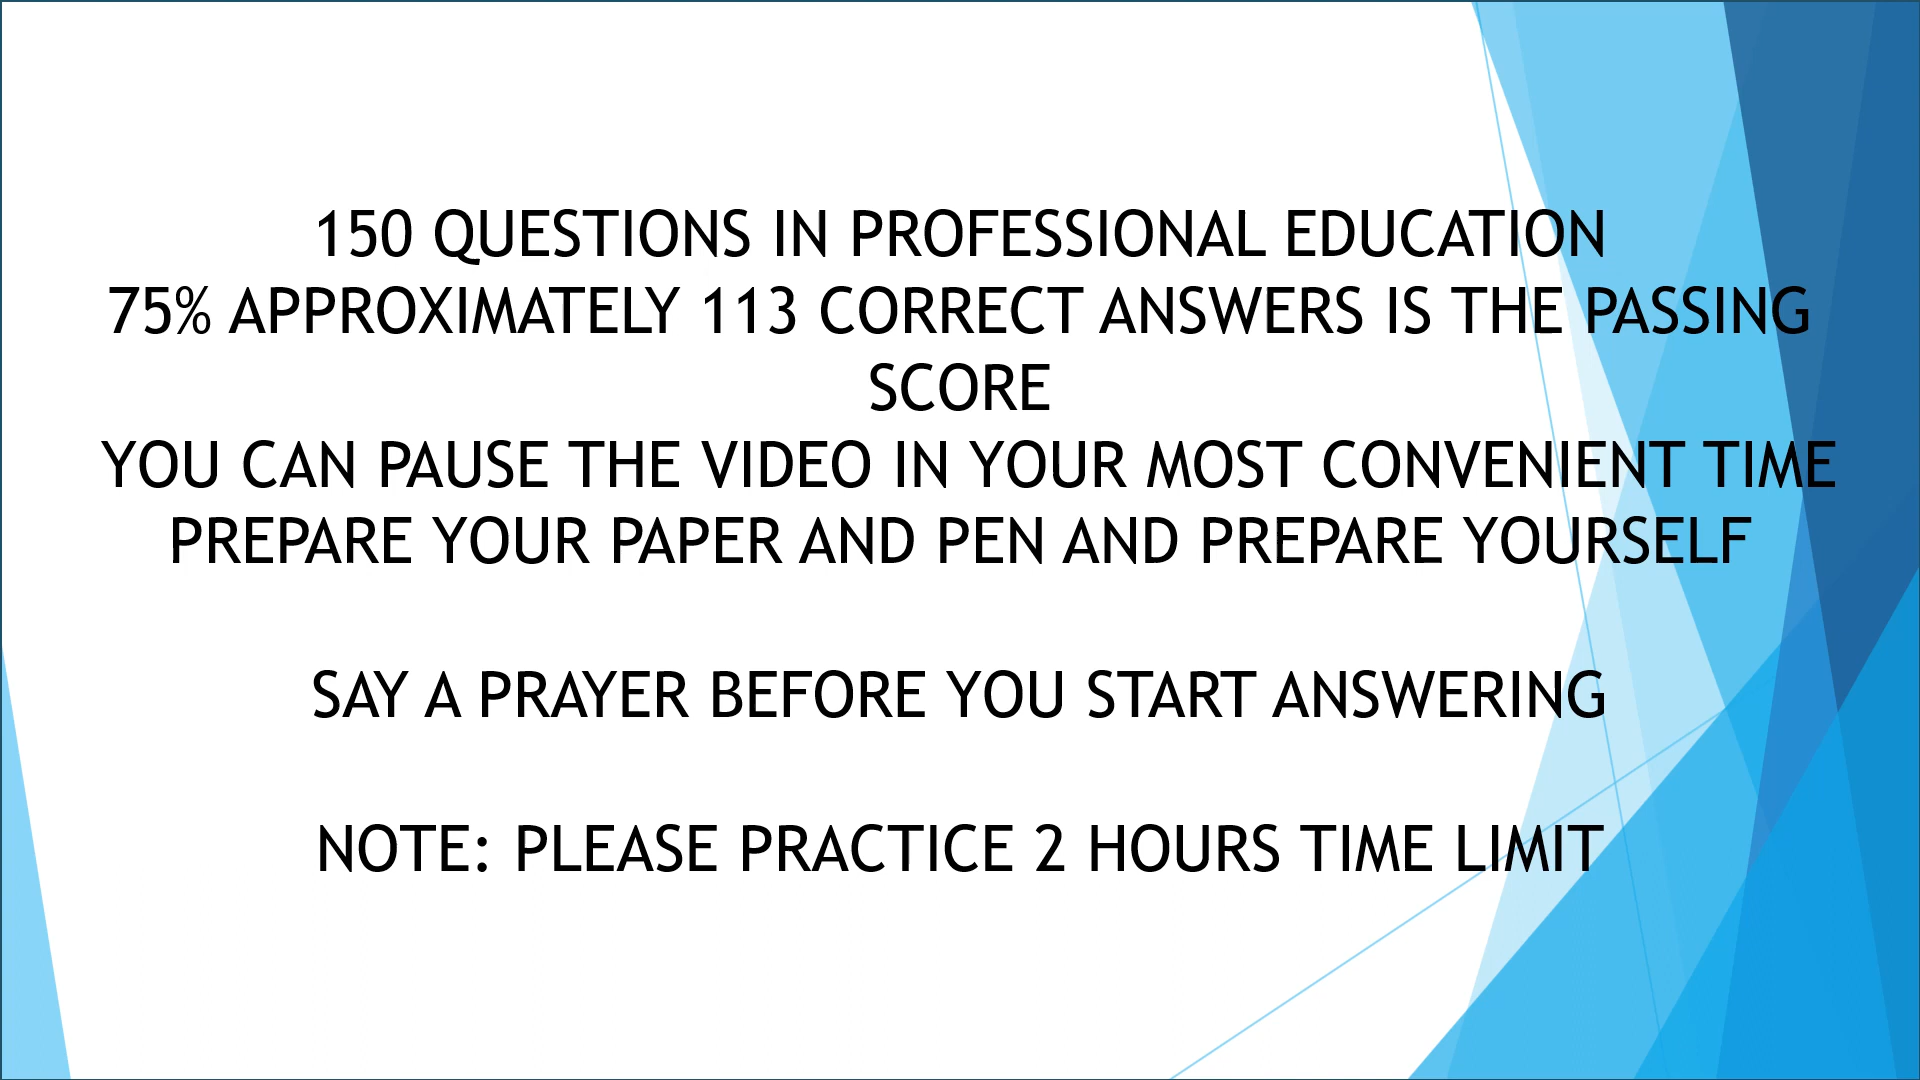 150 QUESTIONS IN PROFESSIONAL EDUCATION
75% APPROXIMATELY 113 CORRECT ANSWERS IS THE PASSING
SCORE
YOU CAN PAUSE THE VIDEO IN YOUR MOST CONVENIENT TIME
PREPARE YOUR PAPER AND PEN AND PREPARE YOURSELF
SAY A PRAYER BEFORE YOU START ANSWERING
NOTE: PLEASE PRACTICE 2 HOURS TIME LIMIT